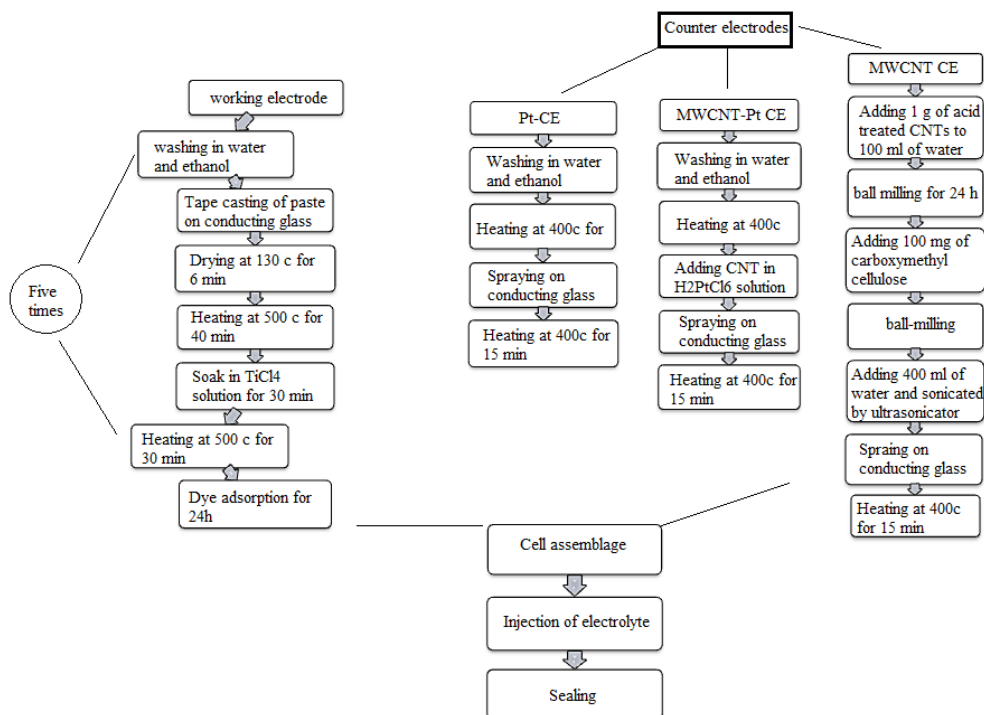 Counter electrodes
working electrode
washing in water
and ethanol
Tape casting of paste
on conducting glass
Drying at 130 c for
6 min
Heating at 500 c for
40 min
Soak in TiCl4
solution for 30 min
Heating at 500 c for
30 min
Dye adsorption for
24h
Five
times
Pt-CE
Washing in water
and ethanol
Heating at 400c for
Spraying on
conducting glass
Heating at 400c for
15 min
MWCNT-Pt CE
Washing in water
and ethanol
Heating at 400c
Adding CNT in
H2PtCl6 solution
Spraying on
conducting glass
Heating at 400c for
15 min
MWCNT CE
Adding 1 g of acid
treated CNTs to
100 ml of water
ball milling for 24 h
Adding 100 mg of
carboxymethyl
cellulose
ball-milling
Adding 400 ml of
water and sonicated
by ultrasonicator
Spraing on
conducting glass
Heating at 400c
for 15 min
Cell assemblage
Injection of electrolyte
Sealing